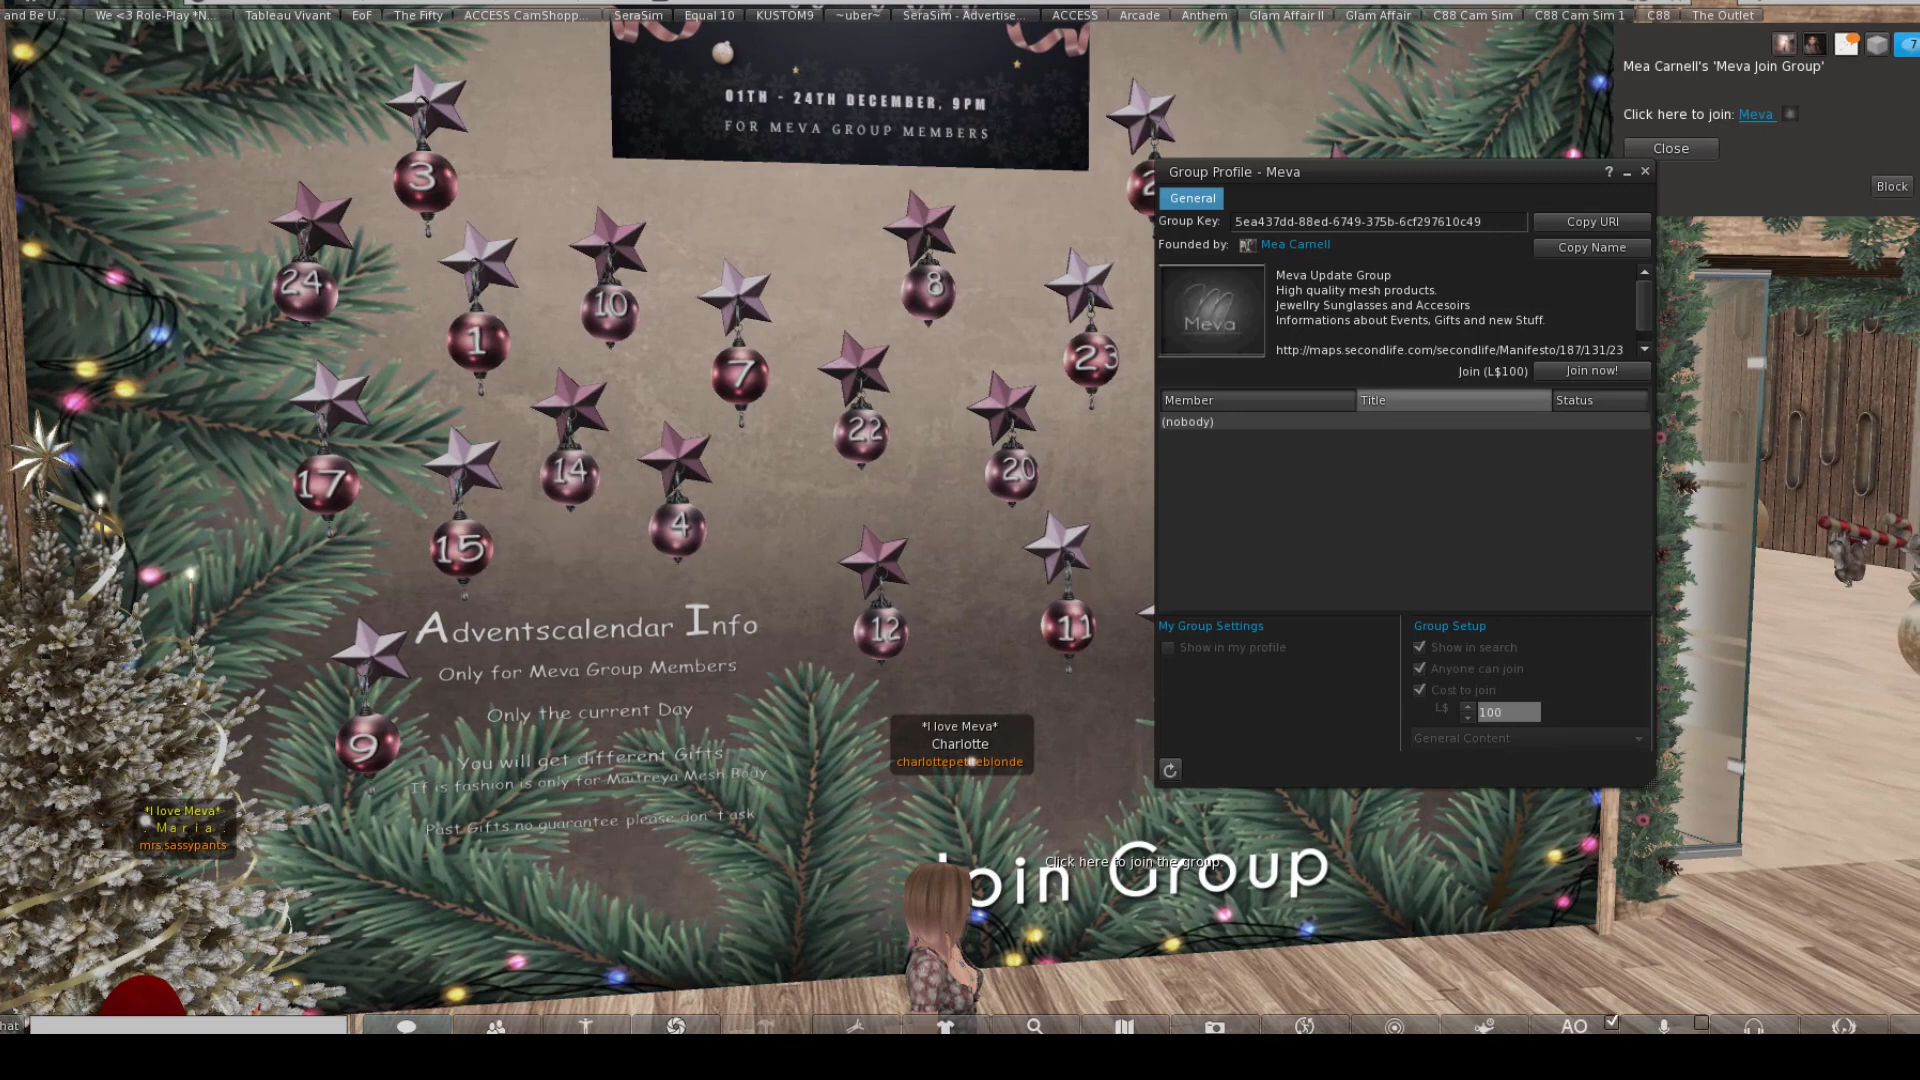 and Be U...
We <3 Role-Play *N...
Tableau Vivant
EoF
The Fifty
ACCESS CamShopp...
SeraSim
Equal 10
KUSTOM9
~uber~
SeraSim - Advertise...
ACCESS
Arcade
Anthem
Glam Affair II
Glam Affair
C88 Cam Sim
C88 Cam Sim 1
C88
The Outlet
7
Mea Carnell's 'Meva Join Group'
Click here to join: Meva
Close
Block
01TH - 24TH DECEMBER, 9PM
FOR MEVA GROUP MEMBERS
3
24
1
10
7
8
23
17
15
14
4
22
20
12
11
9
2
Adventscalendar Info
Only for Meva Group Members
Only the current Day
You will get different Gifts
If is fashion is only for Maitreya Mesh Body
Past Gifts no guarantee please don't ask
*I love Meva*
Charlotte
*I love Meva*
. M a r i a .
mrs.sassypants
Click here to join the group.
Join Group
Group Profile - Meva
? _ ×
General
Group Key: 5ea437dd-88ed-6749-375b-6cf297610c49
Copy URI
Founded by: Mea Carnell
Copy Name
Meva
Meva Update Group
High quality mesh products.
Jewellry Sunglasses and Accesoirs
Informations about Events, Gifts and new Stuff.
http://maps.secondlife.com/secondlife/Manifesto/187/131/23
Join (L$100)
Join now!
Member
Title
Status
(nobody)
My Group Settings
Show in my profile
Group Setup
Show in search
Anyone can join
Cost to join
L$ 100
General Content
hat
AO